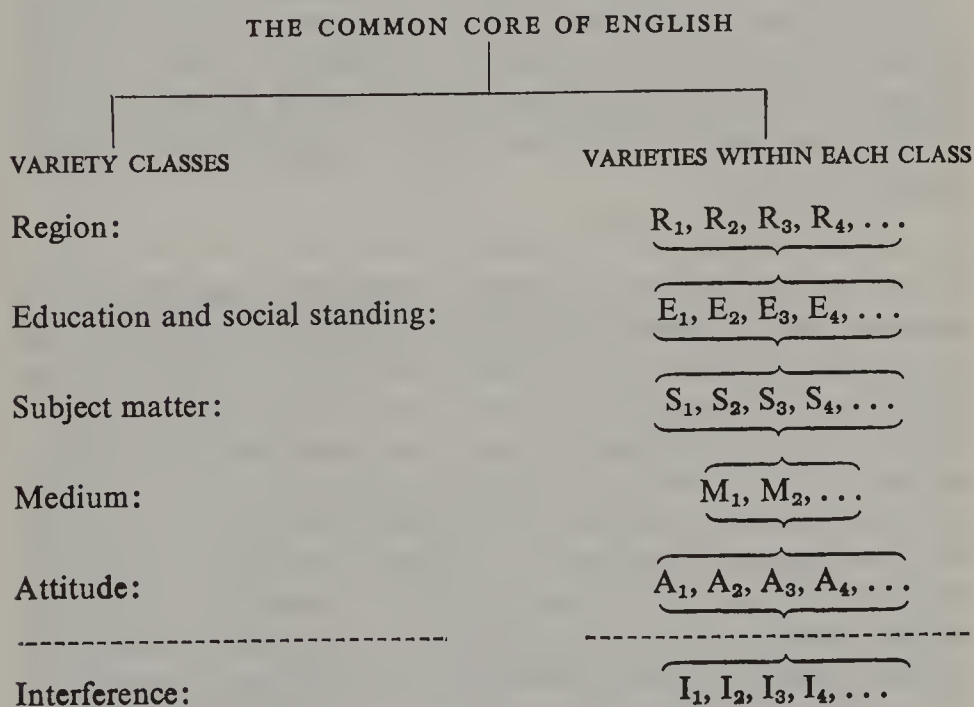 THE COMMON CORE OF ENGLISH
VARIETY CLASSES VARIETIES WITHIN EACH CLASS
Region: R₁, R₂, R₃, R₄, ...
Education and social standing: E₁, E₂, E₃, E₄, ...
Subject matter: S₁, S₂, S₃, S₄, ...
Medium: M₁, M₂, ...
Attitude: A₁, A₂, A₃, A₄, ...
Interference: I₁, I₂, I₃, I₄, ...